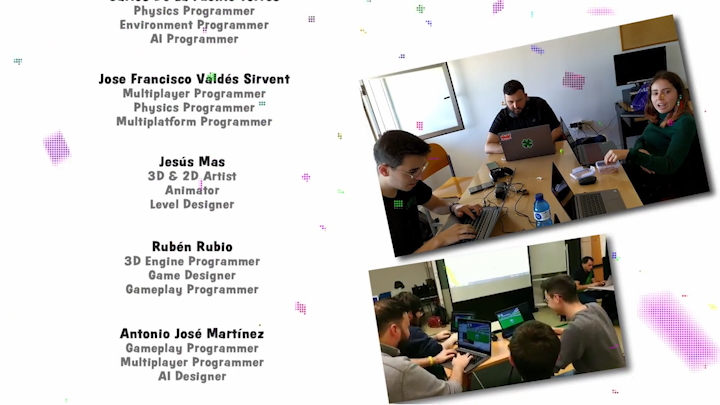 Physics Programmer
Environment Programmer
AI Programmer
Jose Francisco Valdés Sirvent
Multiplayer Programmer
Physics Programmer
Multiplatform Programmer
Jesús Mas
3D & 2D Artist
Animator
Level Designer
Rubén Rubio
3D Engine Programmer
Game Designer
Gameplay Programmer
Antonio José Martínez
Gameplay Programmer
Multiplayer Programmer
AI Designer